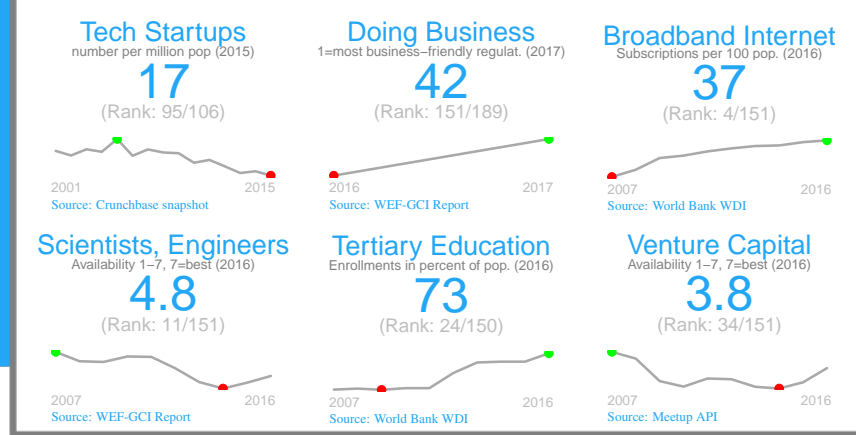 Tech Startups
number per million pop (2015)
17
(Rank: 95/106)
2001 2015
Source: Crunchbase snapshot
Doing Business
1=most business−friendly regulat. (2017)
42
(Rank: 151/189)
2016 2017
Source: WEF-GCI Report
Broadband Internet
Subscriptions per 100 pop. (2016)
37
(Rank: 4/151)
2007 2016
Source: World Bank WDI
Scientists, Engineers
Availability 1−7, 7=best (2016)
4.8
(Rank: 11/151)
2007 2016
Source: WEF-GCI Report
Tertiary Education
Enrollments in percent of pop. (2016)
73
(Rank: 24/150)
2007 2016
Source: World Bank WDI
Venture Capital
Availability 1−7, 7=best (2016)
3.8
(Rank: 34/151)
2007 2016
Source: Meetup API